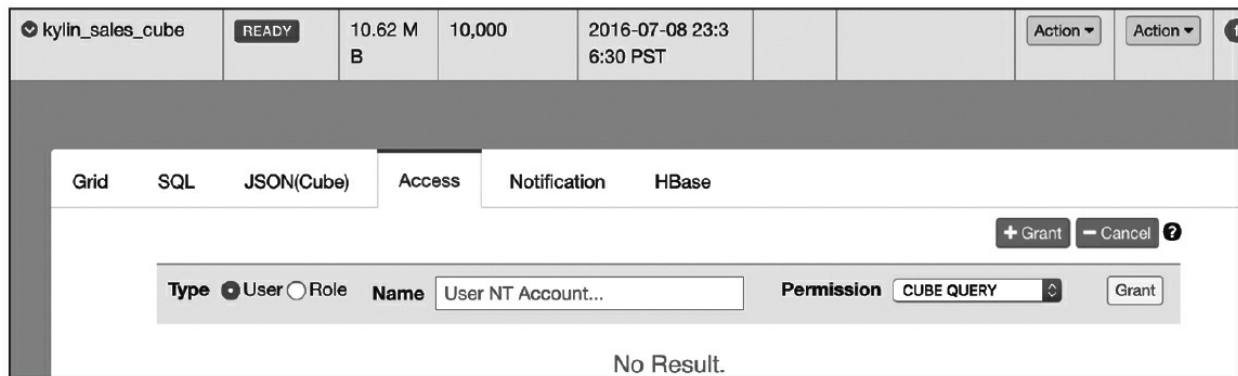 kylin_sales_cube READY 10.62 M 10,000 2016-07-08 23:3 Action Action
B 6:30 PST
Grid SQL JSON(Cube) Access Notification HBase
+ Grant − Cancel ?
Type User Role Name User NT Account... Permission CUBE QUERY Grant
No Result.